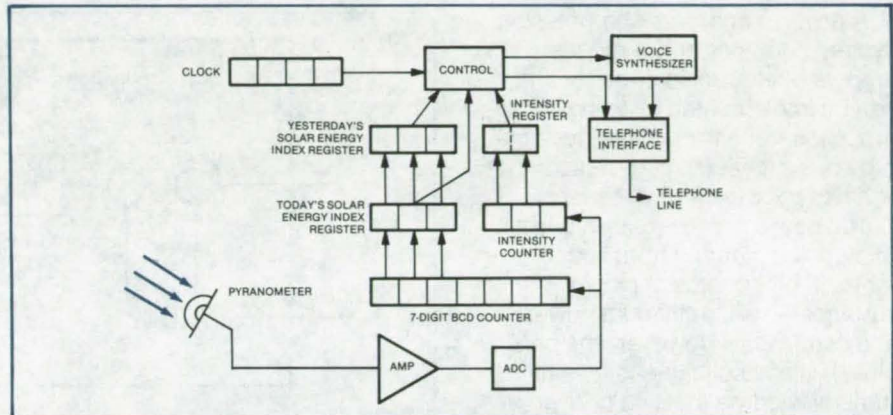 CLOCK
CONTROL
VOICE
SYNTHESIZER
YESTERDAY'S
SOLAR ENERGY
INDEX REGISTER
INTENSITY
REGISTER
TELEPHONE
INTERFACE
TELEPHONE
LINE
TODAY'S SOLAR
ENERGY INDEX
REGISTER
INTENSITY
COUNTER
PYRANOMETER
7-DIGIT BCD COUNTER
AMP
ADC